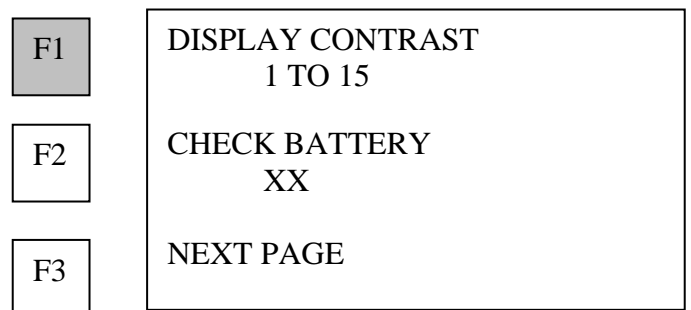 F1
DISPLAY CONTRAST
1 TO 15
F2
CHECK BATTERY
XX
F3
NEXT PAGE